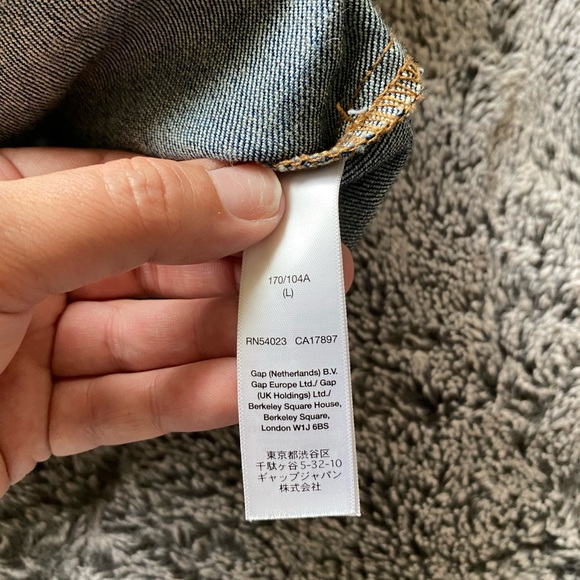 170/104A
(L)
RN54023 CA17897
Gap (Netherlands) B.V.
Gap Europe Ltd./ Gap
(UK Holdings) Ltd./
Berkeley Square House,
Berkeley Square,
London W1J 6BS
東京都渋谷区
千駄ヶ谷5-32-10
ギャップジャパン
株式会社